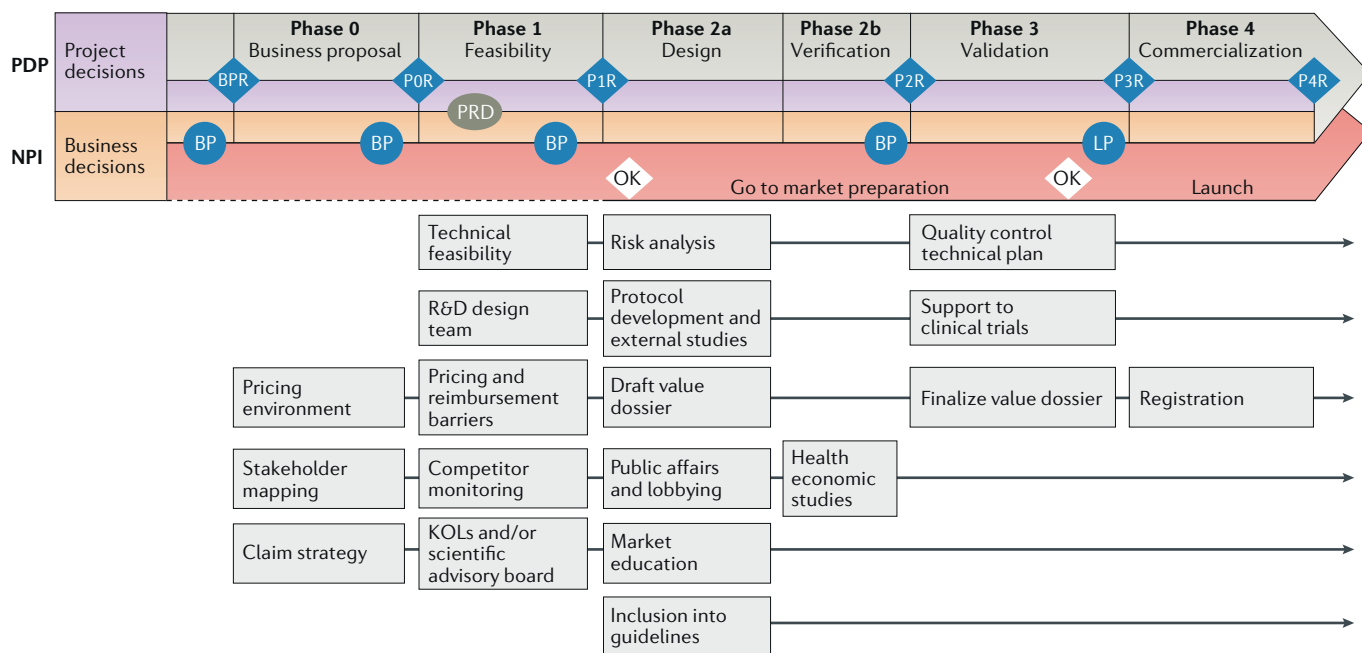 Phase 0
Business proposal
Phase 1
Feasibility
Phase 2a
Design
Phase 2b
Verification
Phase 3
Validation
Phase 4
Commercialization
PDP
Project
decisions
BPR
P0R
P1R
P2R
P3R
P4R
PRD
NPI
Business
decisions
BP
BP
BP
BP
LP
OK
Go to market preparation
OK
Launch
Technical
feasibility
Risk analysis
Quality control
technical plan
R&D design
team
Protocol
development and
external studies
Support to
clinical trials
Pricing
environment
Pricing and
reimbursement
barriers
Draft value
dossier
Finalize value dossier
Registration
Stakeholder
mapping
Competitor
monitoring
Public affairs
and lobbying
Health
economic
studies
Claim strategy
KOLs and/or
scientific
advisory board
Market
education
Inclusion into
guidelines